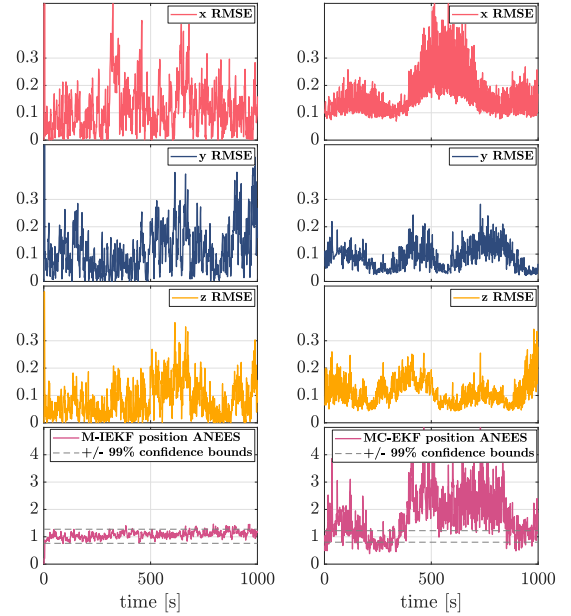 x RMSE
0.3
0.2
0.1
0
x RMSE
0.3
0.2
0.1
0
y RMSE
0.3
0.2
0.1
0
y RMSE
0.3
0.2
0.1
0
z RMSE
0.3
0.2
0.1
0
z RMSE
0.3
0.2
0.1
0
M-IEKF position ANEES
+/- 99% confidence bounds
4
3
2
1
0
0 500 1000
time [s]
MC-EKF position ANEES
+/- 99% confidence bounds
4
3
2
1
0
0 500 1000
time [s]